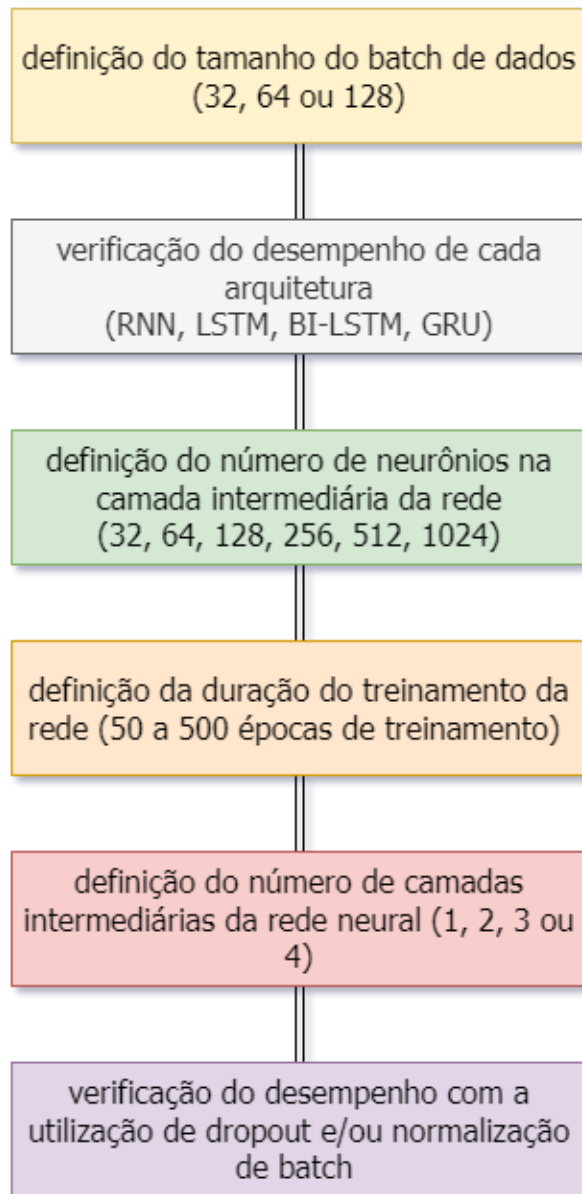 definição do tamanho do batch de dados
(32, 64 ou 128)
verificação do desempenho de cada
arquitetura
(RNN, LSTM, BI-LSTM, GRU)
definição do número de neurônios na
camada intermediária da rede
(32, 64, 128, 256, 512, 1024)
definição da duração do treinamento da
rede (50 a 500 épocas de treinamento)
definição do número de camadas
intermediárias da rede neural (1, 2, 3 ou
4)
verificação do desempenho com a
utilização de dropout e/ou normalização
de batch